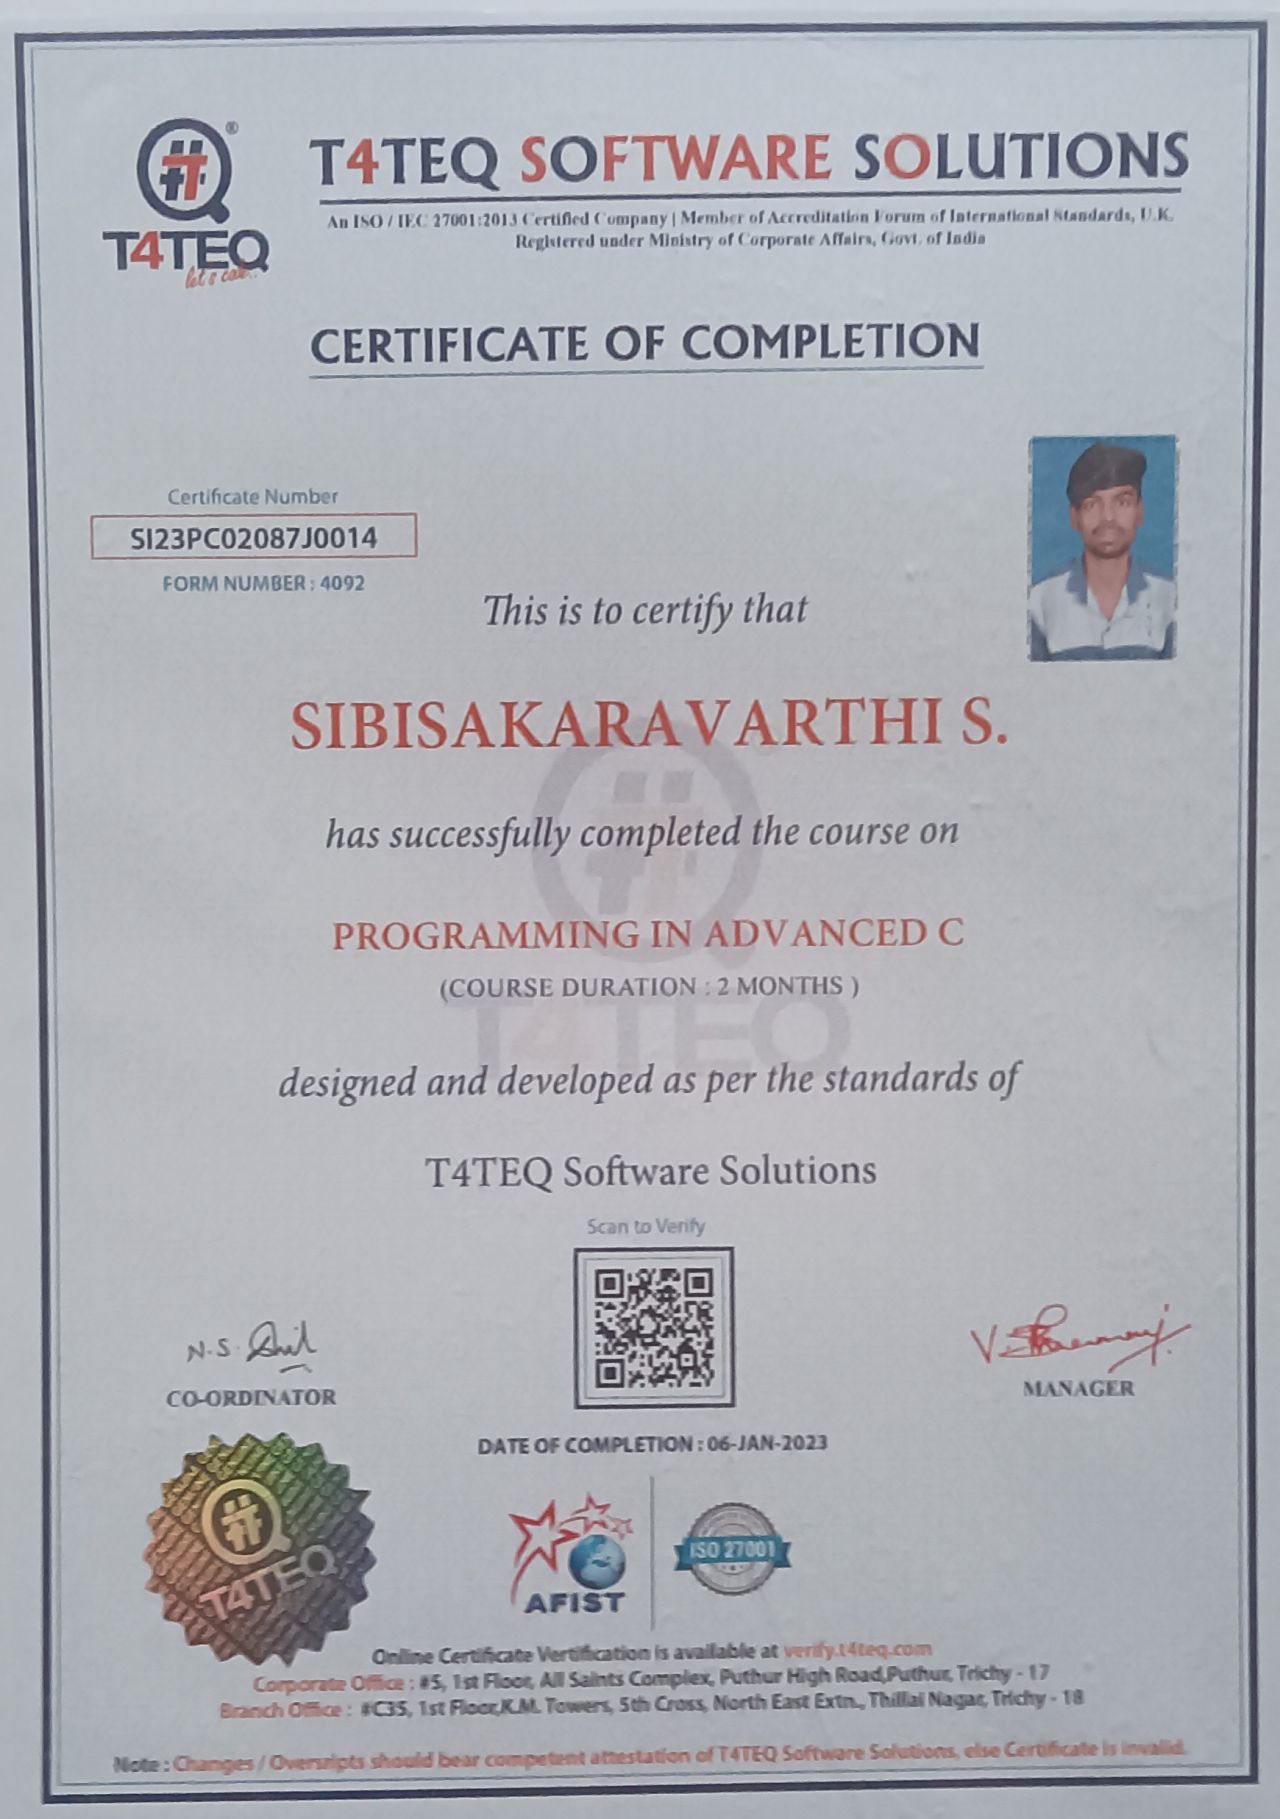 T4TEQ SOFTWARE SOLUTIONS
An ISO / IEC 27001:2013 Certified Company | Member of Accreditation Forum of International Standards, U.K.
Registered under Ministry of Corporate Affairs, Govt. of India
®
T4TEQ
let's
CERTIFICATE OF COMPLETION
Certificate Number
SI23PC02087J0014
FORM NUMBER : 4092
This is to certify that
SIBISAKARAVARTHI S.
has successfully completed the course on
PROGRAMMING IN ADVANCED C
(COURSE DURATION : 2 MONTHS )
T4TEQ
designed and developed as per the standards of
T4TEQ Software Solutions
Scan to Verify
N.S.
V.
CO-ORDINATOR
MANAGER
DATE OF COMPLETION : 06-JAN-2023
T4TEQ
AFIST
ISO 27001
Online Certificate Vertification is available at verify.t4teq.com
Corporate Office : #5, 1st Floor, All Saints Complex, Puthur High Road,Puthur, Trichy - 17
Branch Office : #C35, 1st Floor,K.M. Towers, 5th Cross, North East Extn., Thillai Nagar, Trichy - 18
Note : Changes / Overscripts should bear competent attestation of T4TEQ Software Solutions, else Certificate is invalid.